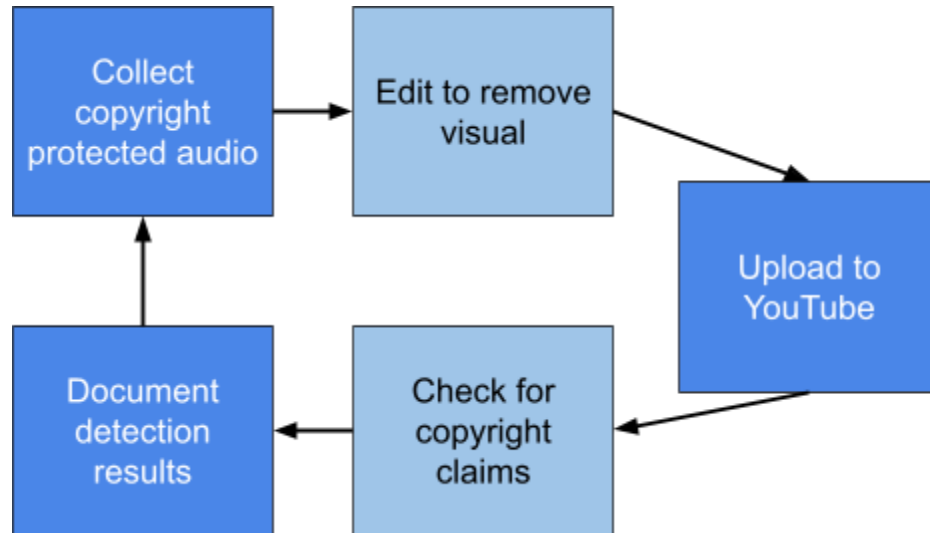 Collect
copyright
protected audio
Edit to remove
visual
Upload to
YouTube
Check for
copyright
claims
Document
detection
results